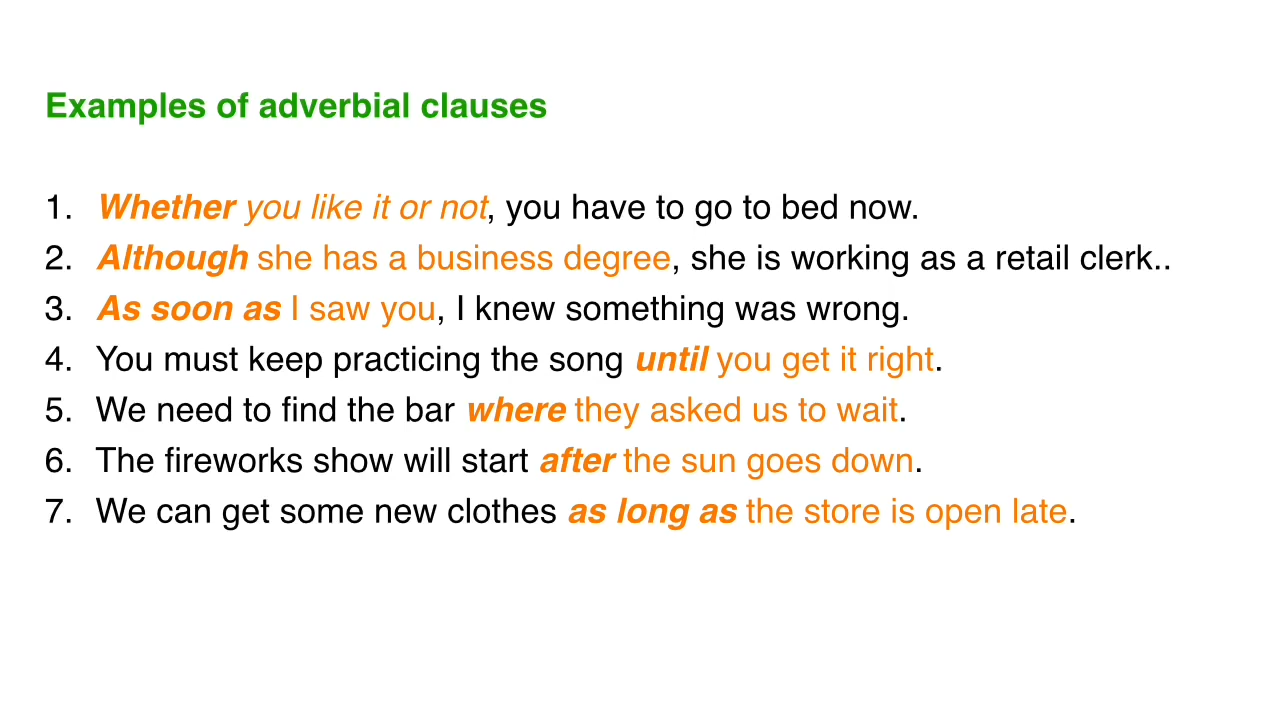 Examples of adverbial clauses
1. Whether you like it or not, you have to go to bed now.
2. Although she has a business degree, she is working as a retail clerk..
3. As soon as I saw you, I knew something was wrong.
4. You must keep practicing the song until you get it right.
5. We need to find the bar where they asked us to wait.
6. The fireworks show will start after the sun goes down.
7. We can get some new clothes as long as the store is open late.